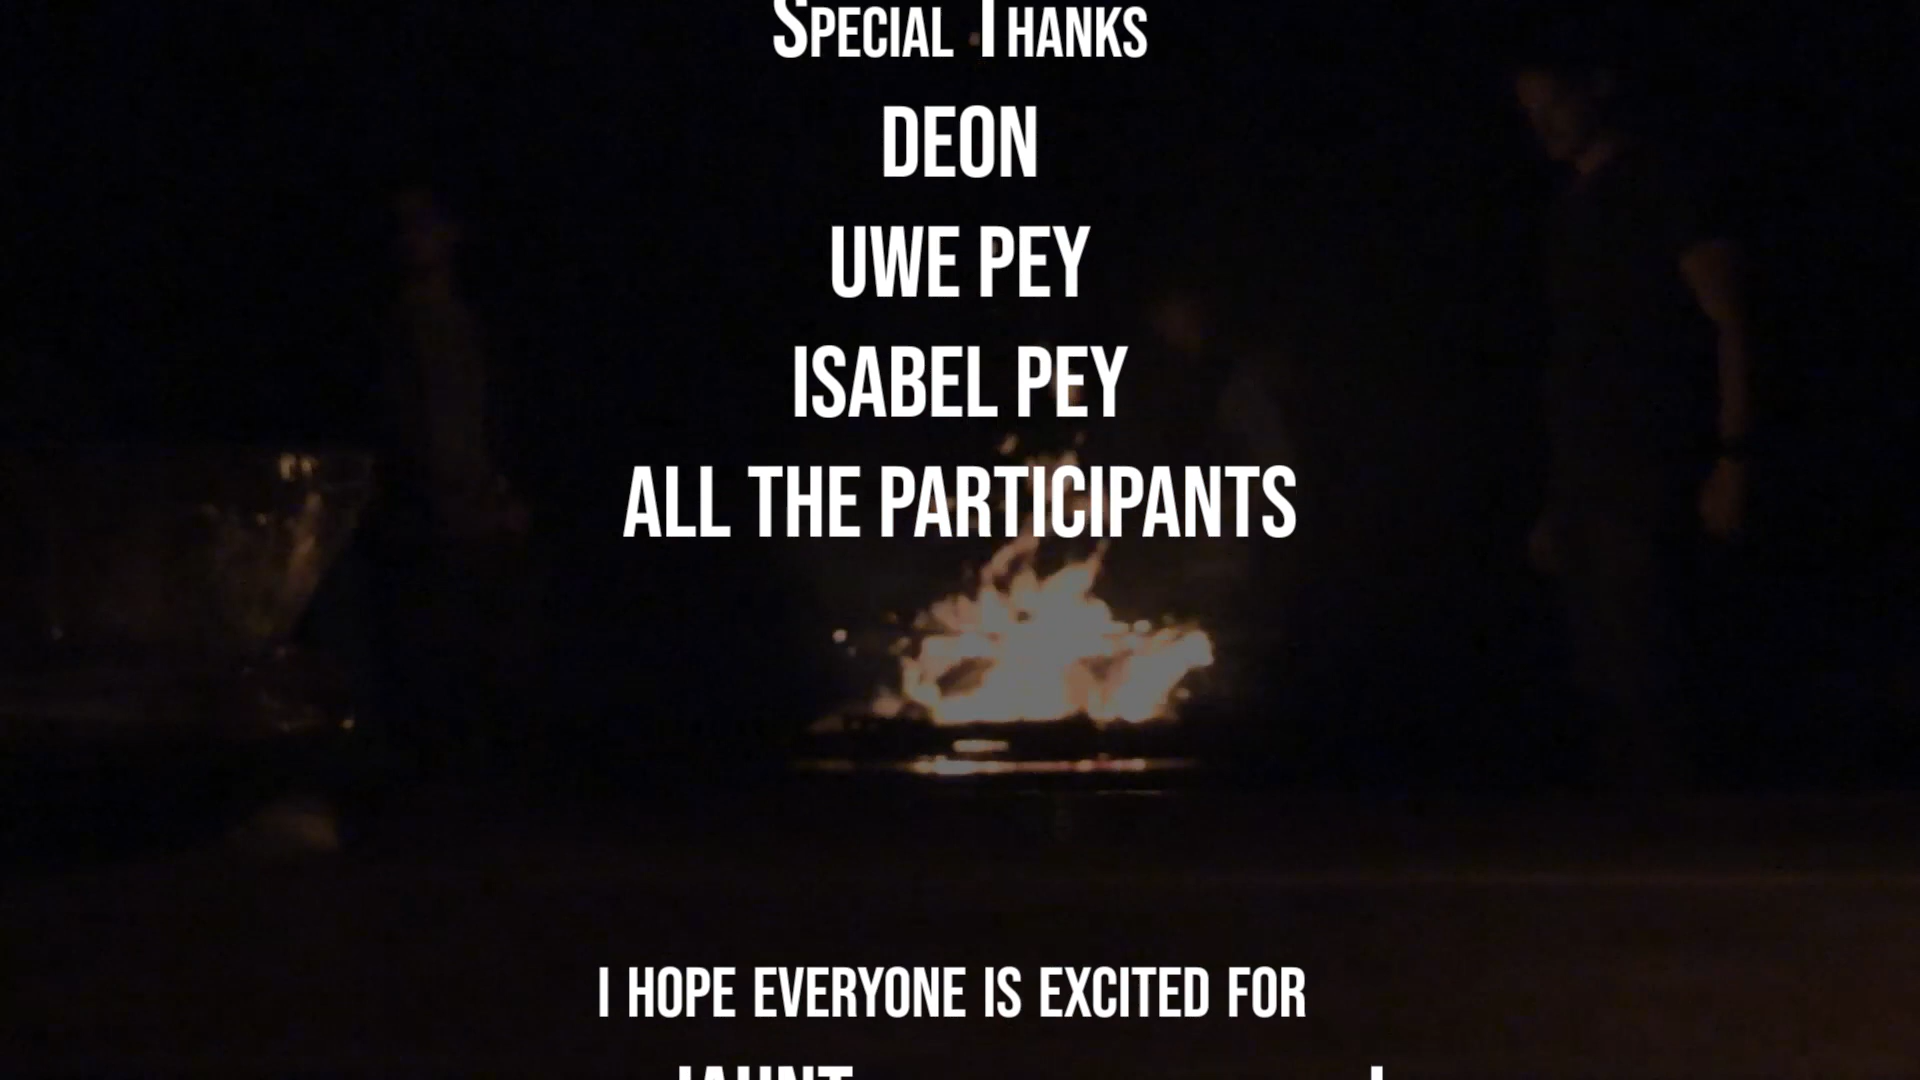 Special Thanks
DEON
UWE PEY
ISABEL PEY
ALL THE PARTICIPANTS
I HOPE EVERYONE IS EXCITED FOR